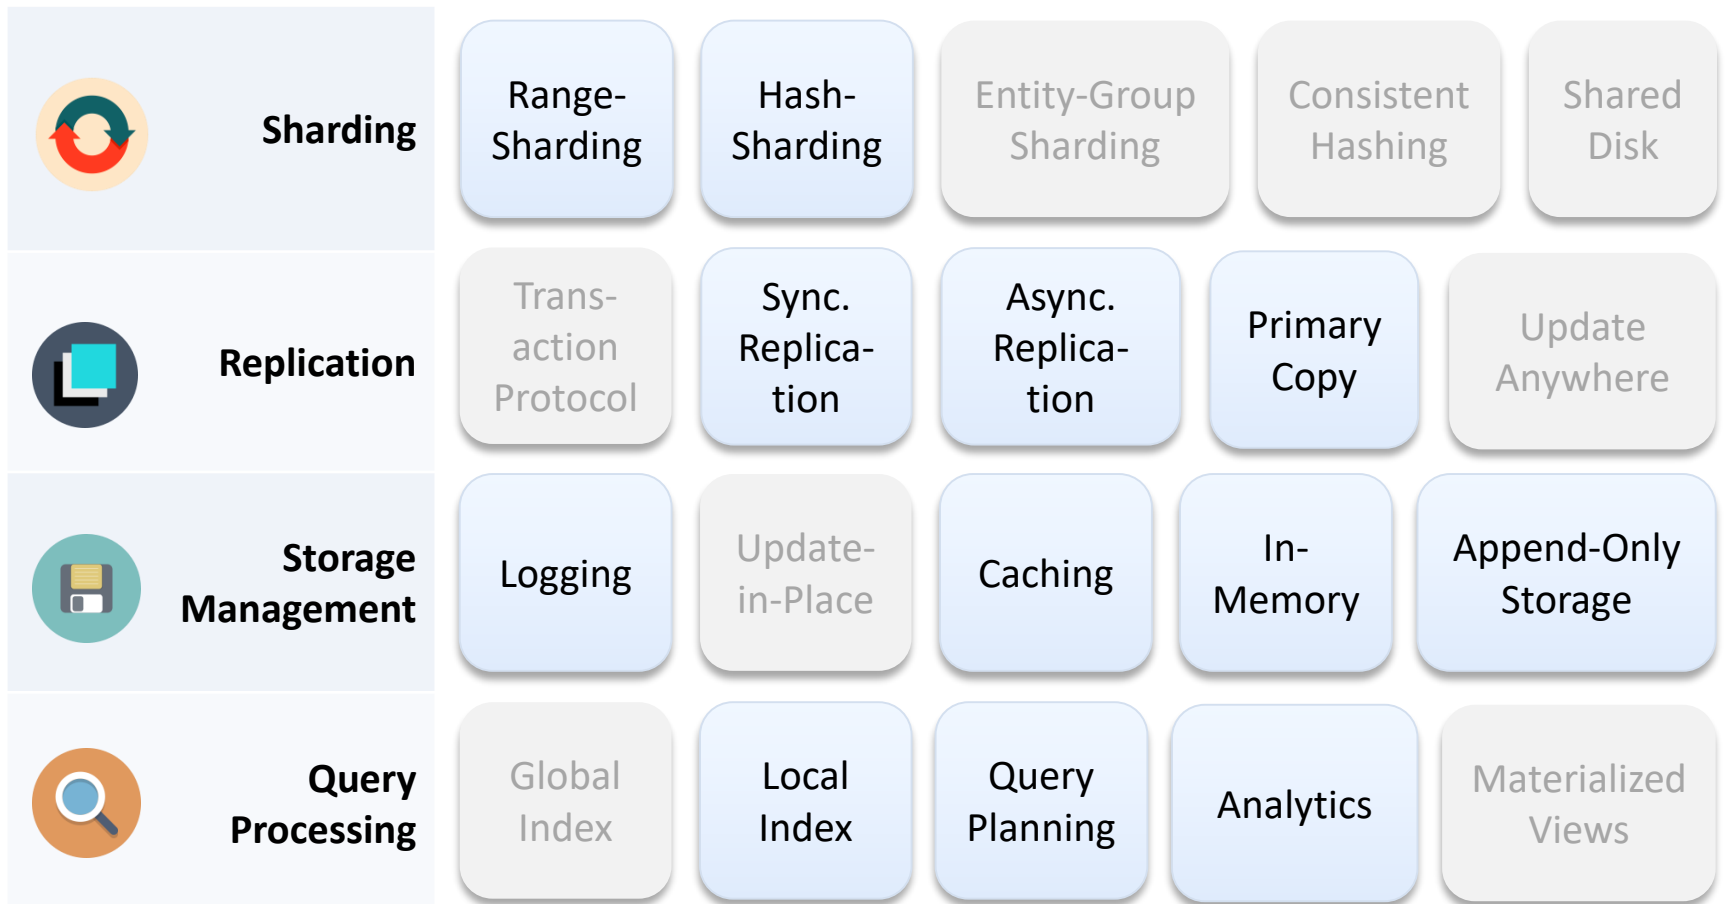 Sharding
Range-
Sharding
Hash-
Sharding
Entity-Group
Sharding
Consistent
Hashing
Shared
Disk
Replication
Trans-
action
Protocol
Sync.
Replica-
tion
Async.
Replica-
tion
Primary
Copy
Update
Anywhere
Storage
Management
Logging
Update-
in-Place
Caching
In-
Memory
Append-Only
Storage
Query
Processing
Global
Index
Local
Index
Query
Planning
Analytics
Materialized
Views